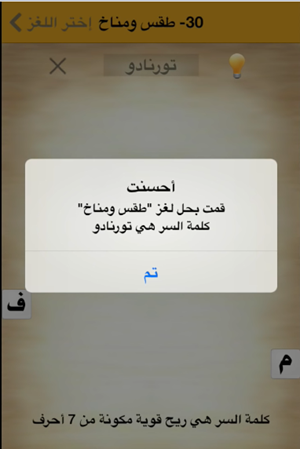 30- طقس ومناخ
إختر اللغز
تورنادو
أحسنت
قمت بحل لغز "طقس ومناخ"
كلمة السر هي تورنادو
تم
ف
م
كلمة السر هي ريح قوية مكونة من 7 أحرف